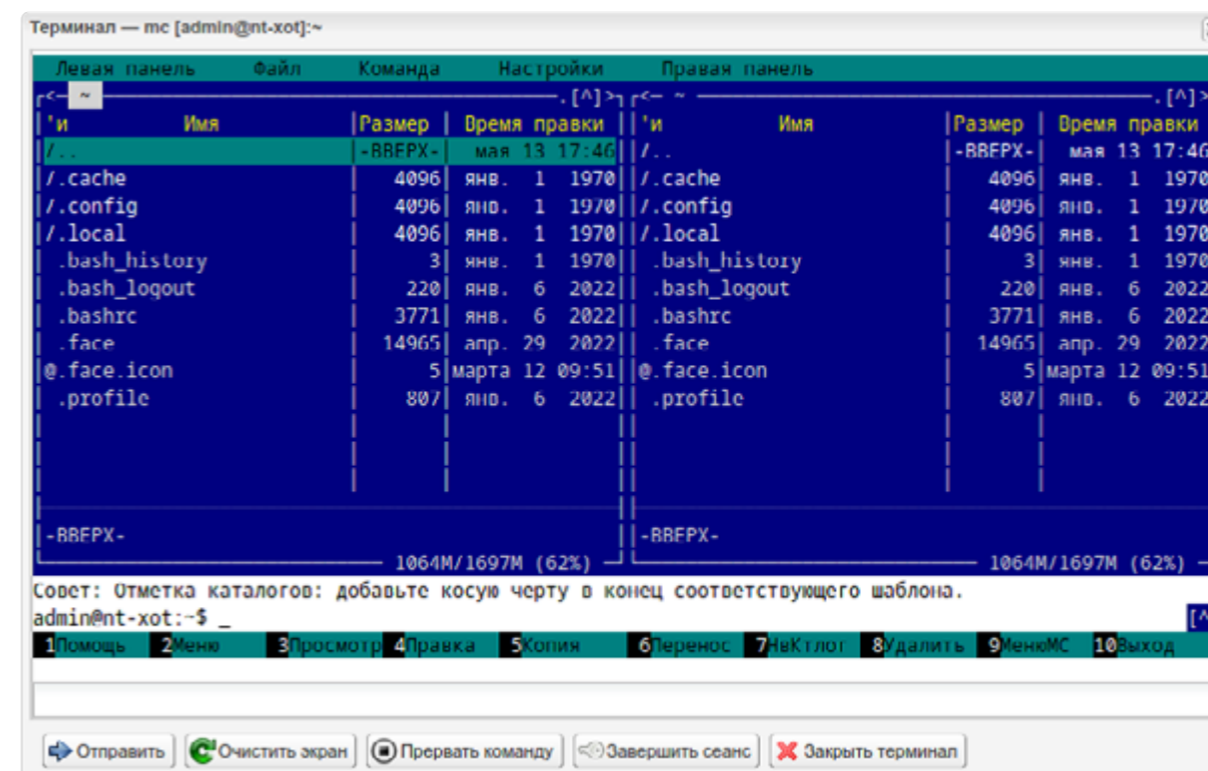 Терминал — mc [admin@nt-xot]:~
Левая панель Файл Команда Настройки Правая панель
<— ~ .[^]> <— ~ .[^]>
'и Имя Размер Время правки 'и Имя Размер Время правки
/.. -ВВЕРХ- мая 13 17:46 /.. -ВВЕРХ- мая 13 17:46
/.cache 4096 янв. 1 1970 /.cache 4096 янв. 1 1970
/.config 4096 янв. 1 1970 /.config 4096 янв. 1 1970
/.local 4096 янв. 1 1970 /.local 4096 янв. 1 1970
.bash_history 3 янв. 1 1970 .bash_history 3 янв. 1 1970
.bash_logout 220 янв. 6 2022 .bash_logout 220 янв. 6 2022
.bashrc 3771 янв. 6 2022 .bashrc 3771 янв. 6 2022
.face 14965 апр. 29 2022 .face 14965 апр. 29 2022
@.face.icon 5 марта 12 09:51 @.face.icon 5 марта 12 09:51
.profile 807 янв. 6 2022 .profile 807 янв. 6 2022
-ВВЕРХ- -ВВЕРХ-
1064M/1697M (62%) 1064M/1697M (62%)
Совет: Отметка каталогов: добавьте косую черту в конец соответствующего шаблона.
admin@nt-xot:~$ _ [^
1Помощь 2Меню 3Просмотр 4Правка 5Копия 6Перенос 7НвКтлог 8Удалить 9МенюMC 10Выход
Отправить Очистить экран Прервать команду Завершить сеанс Закрыть терминал